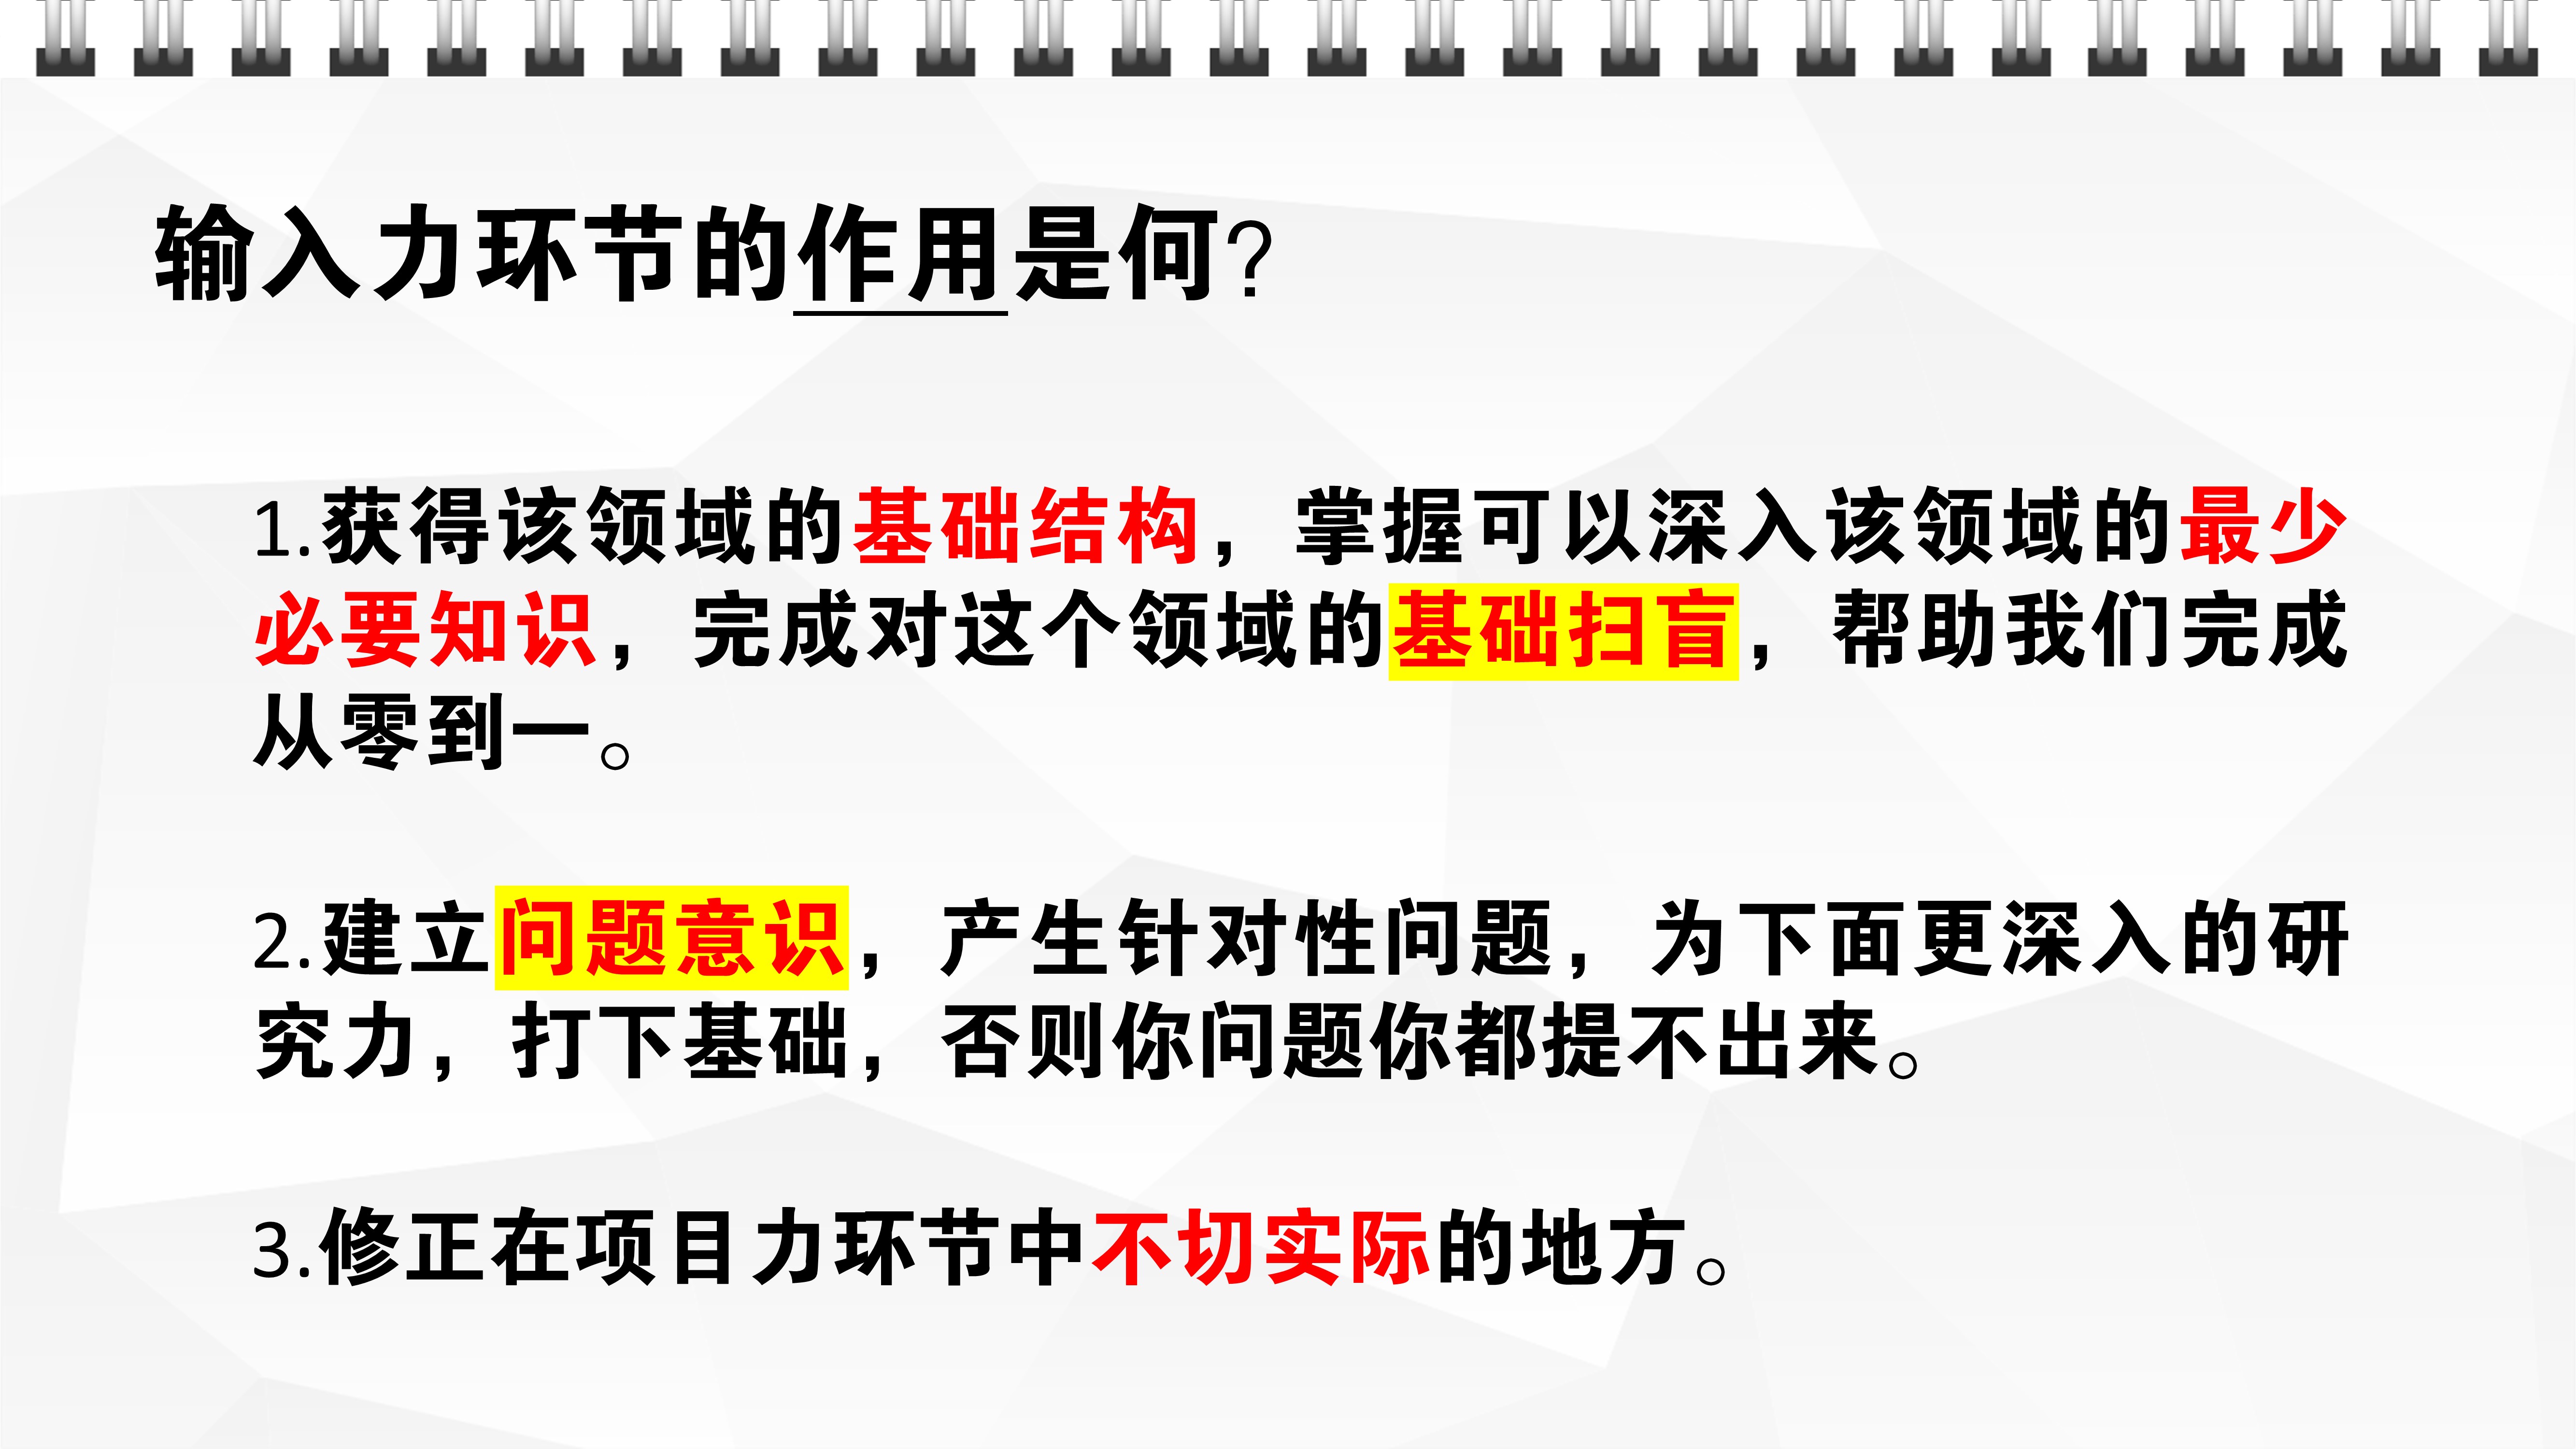 输入力环节的作用是何?
1.获得该领域的基础结构，掌握可以深入该领域的最少
必要知识，完成对这个领域的基础扫盲，帮助我们完成
从零到一。
2.建立问题意识，产生针对性问题，为下面更深入的研
究力，打下基础，否则你问题你都提不出来。
3.修正在项目力环节中不切实际的地方。